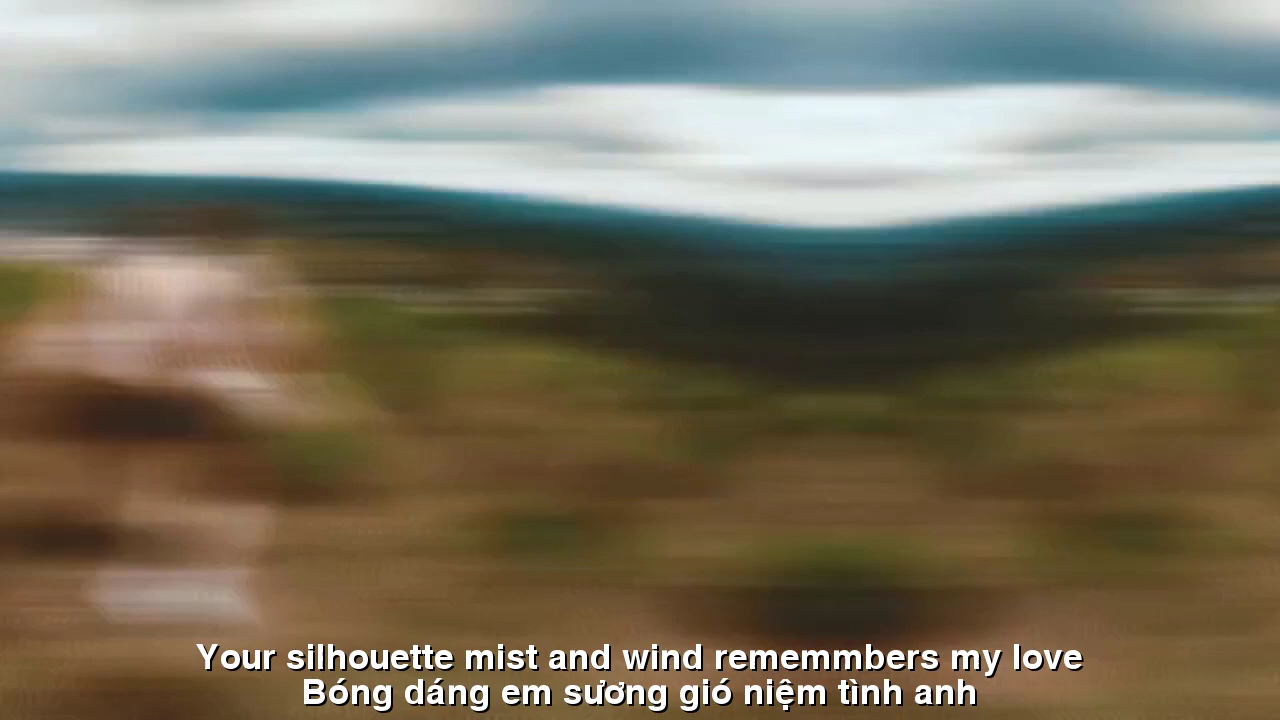 Your silhouette mist and wind rememmbers my love
Bóng dáng em sương gió niệm tình anh